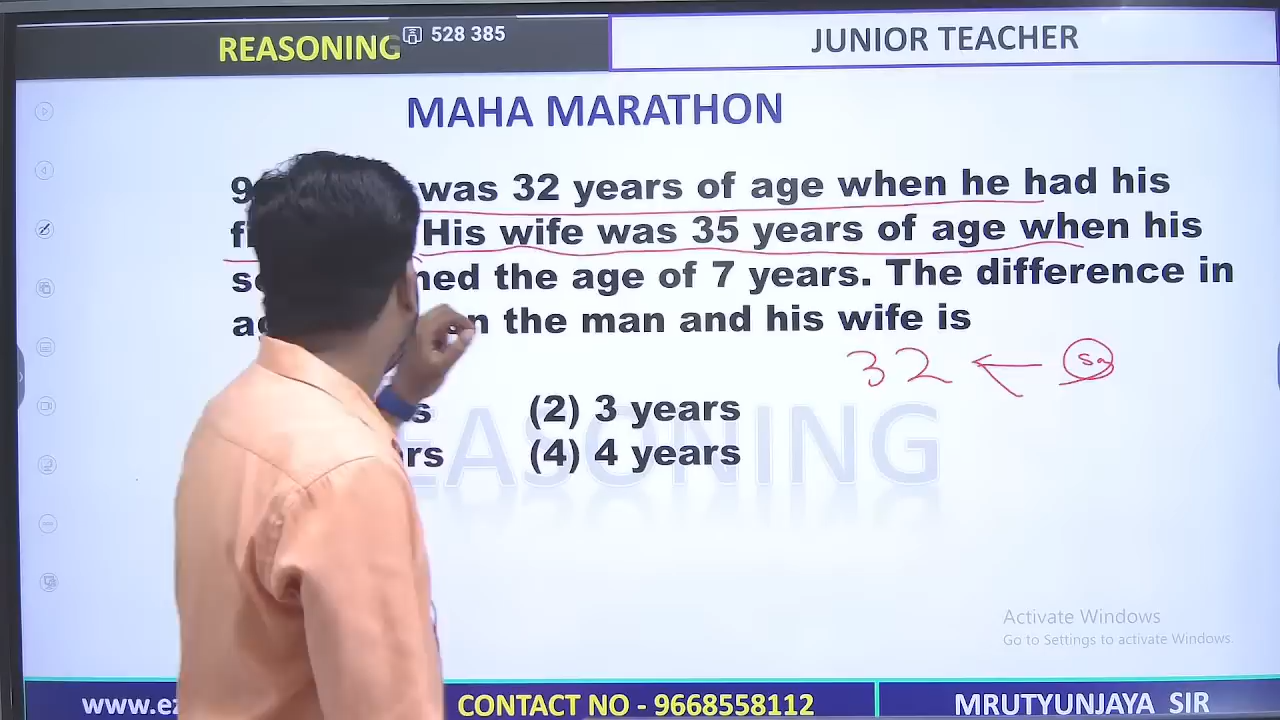 REASONING
528 385
JUNIOR TEACHER
MAHA MARATHON
was 32 years of age when he had his
His wife was 35 years of age when his
the age of 7 years. The difference in
the man and his wife is
32
(2) 3 years
(4) 4 years
REASONING
Activate Windows
Go to Settings to activate Windows.
CONTACT NO - 9668558112
MRUTYUNJAYA SIR